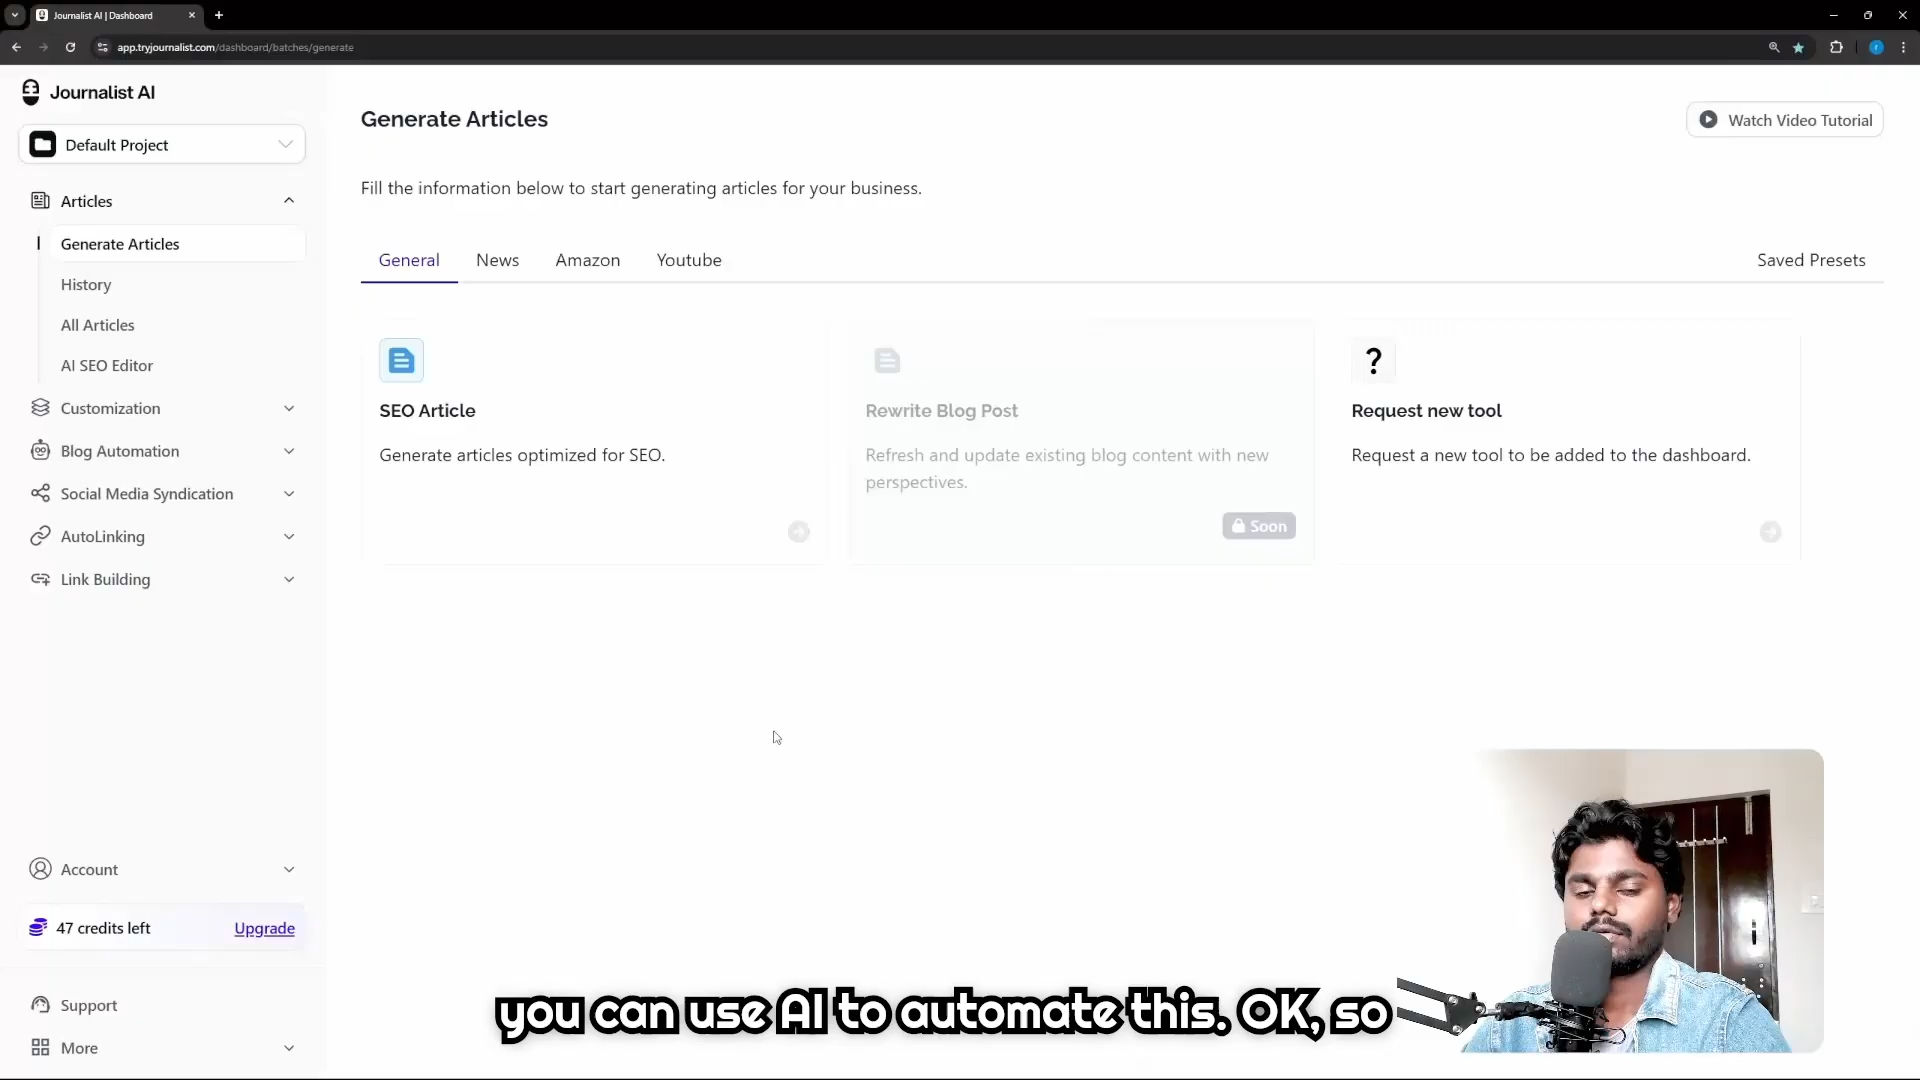 Journalist AI | Dashboard
app.tryjournalist.com/dashboard/batches/generate
Journalist AI
Default Project
Articles
Generate Articles
History
All Articles
AI SEO Editor
Customization
Blog Automation
Social Media Syndication
AutoLinking
Link Building
Account
47 credits left
Upgrade
Support
More
Generate Articles
Watch Video Tutorial
Fill the information below to start generating articles for your business.
General
News
Amazon
Youtube
Saved Presets
SEO Article
Generate articles optimized for SEO.
Rewrite Blog Post
Refresh and update existing blog content with new
perspectives.
Soon
?
Request new tool
Request a new tool to be added to the dashboard.
you can use AI to automate this. OK, so